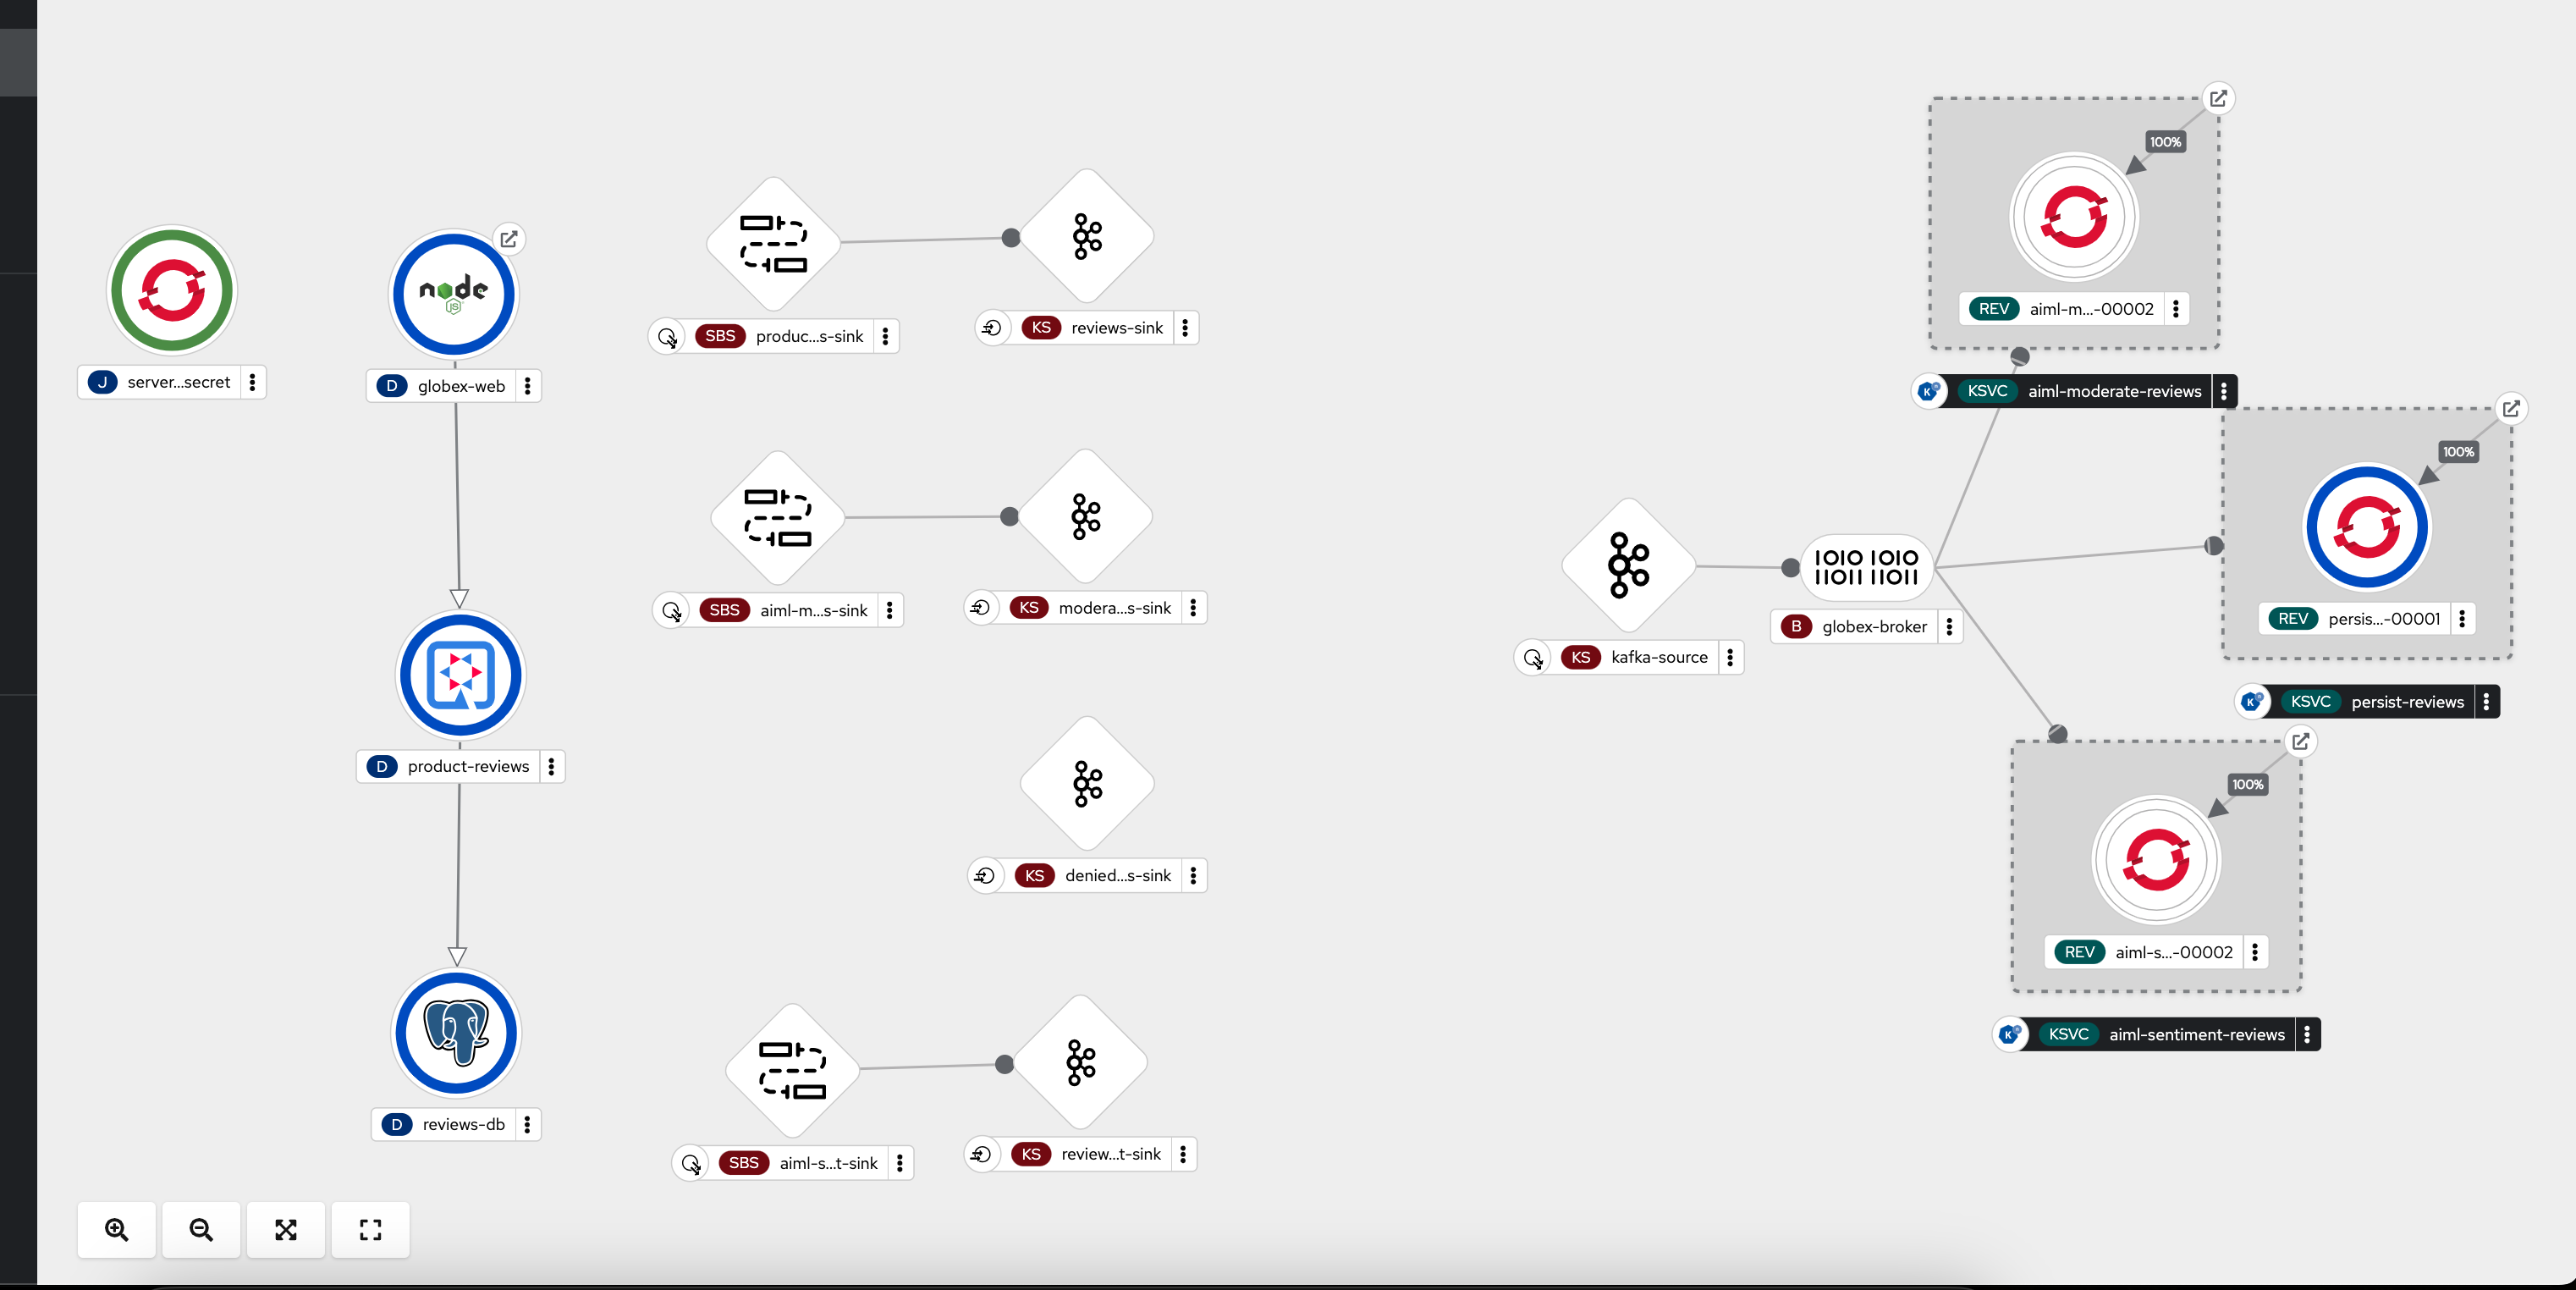 J server...secret
node
JS
D globex-web
D product-reviews
D reviews-db
SBS produc...s-sink
KS reviews-sink
SBS aiml-m...s-sink
KS modera...s-sink
KS denied...s-sink
SBS aiml-s...t-sink
KS review...t-sink
KS kafka-source
1010 1010
11011 11011
B globex-broker
100%
REV aiml-m...-00002
K KSVC aiml-moderate-reviews
100%
REV persis...-00001
K KSVC persist-reviews
100%
REV aiml-s...-00002
K KSVC aiml-sentiment-reviews